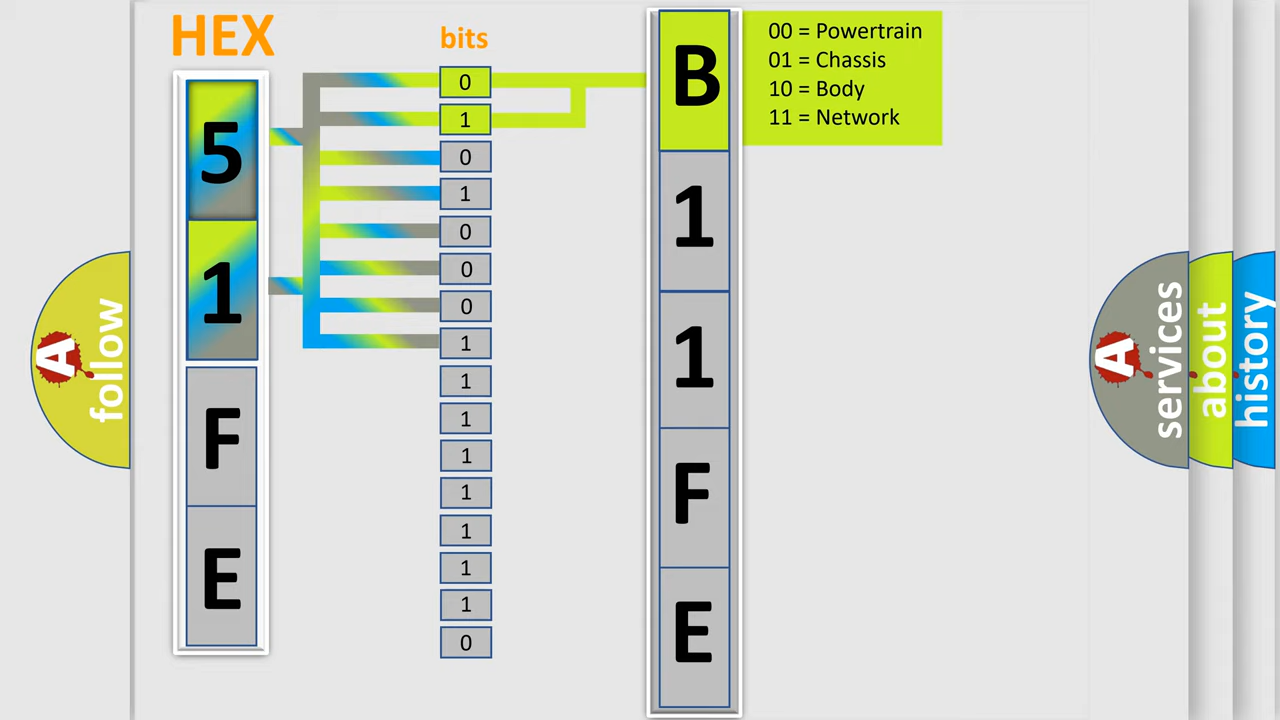 HEX
5
1
F
E
bits
0
1
0
1
0
0
0
1
1
1
1
1
1
1
1
0
B
1
1
F
E
00 = Powertrain
01 = Chassis
10 = Body
11 = Network
A
follow
A
services
about
history